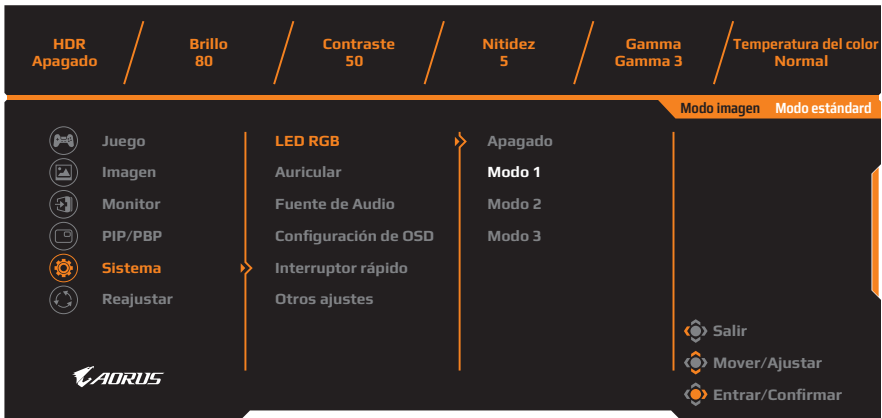 HDR
Apagado
Brillo
80
Contraste
50
Nitidez
5
Gamma
Gamma 3
Temperatura del color
Normal
Modo imagen Modo estándard
Juego
Imagen
Monitor
PIP/PBP
Sistema
Reajustar
LED RGB
Auricular
Fuente de Audio
Configuración de OSD
Interruptor rápido
Otros ajustes
Apagado
Modo 1
Modo 2
Modo 3
Salir
Mover/Ajustar
Entrar/Confirmar
AORUS